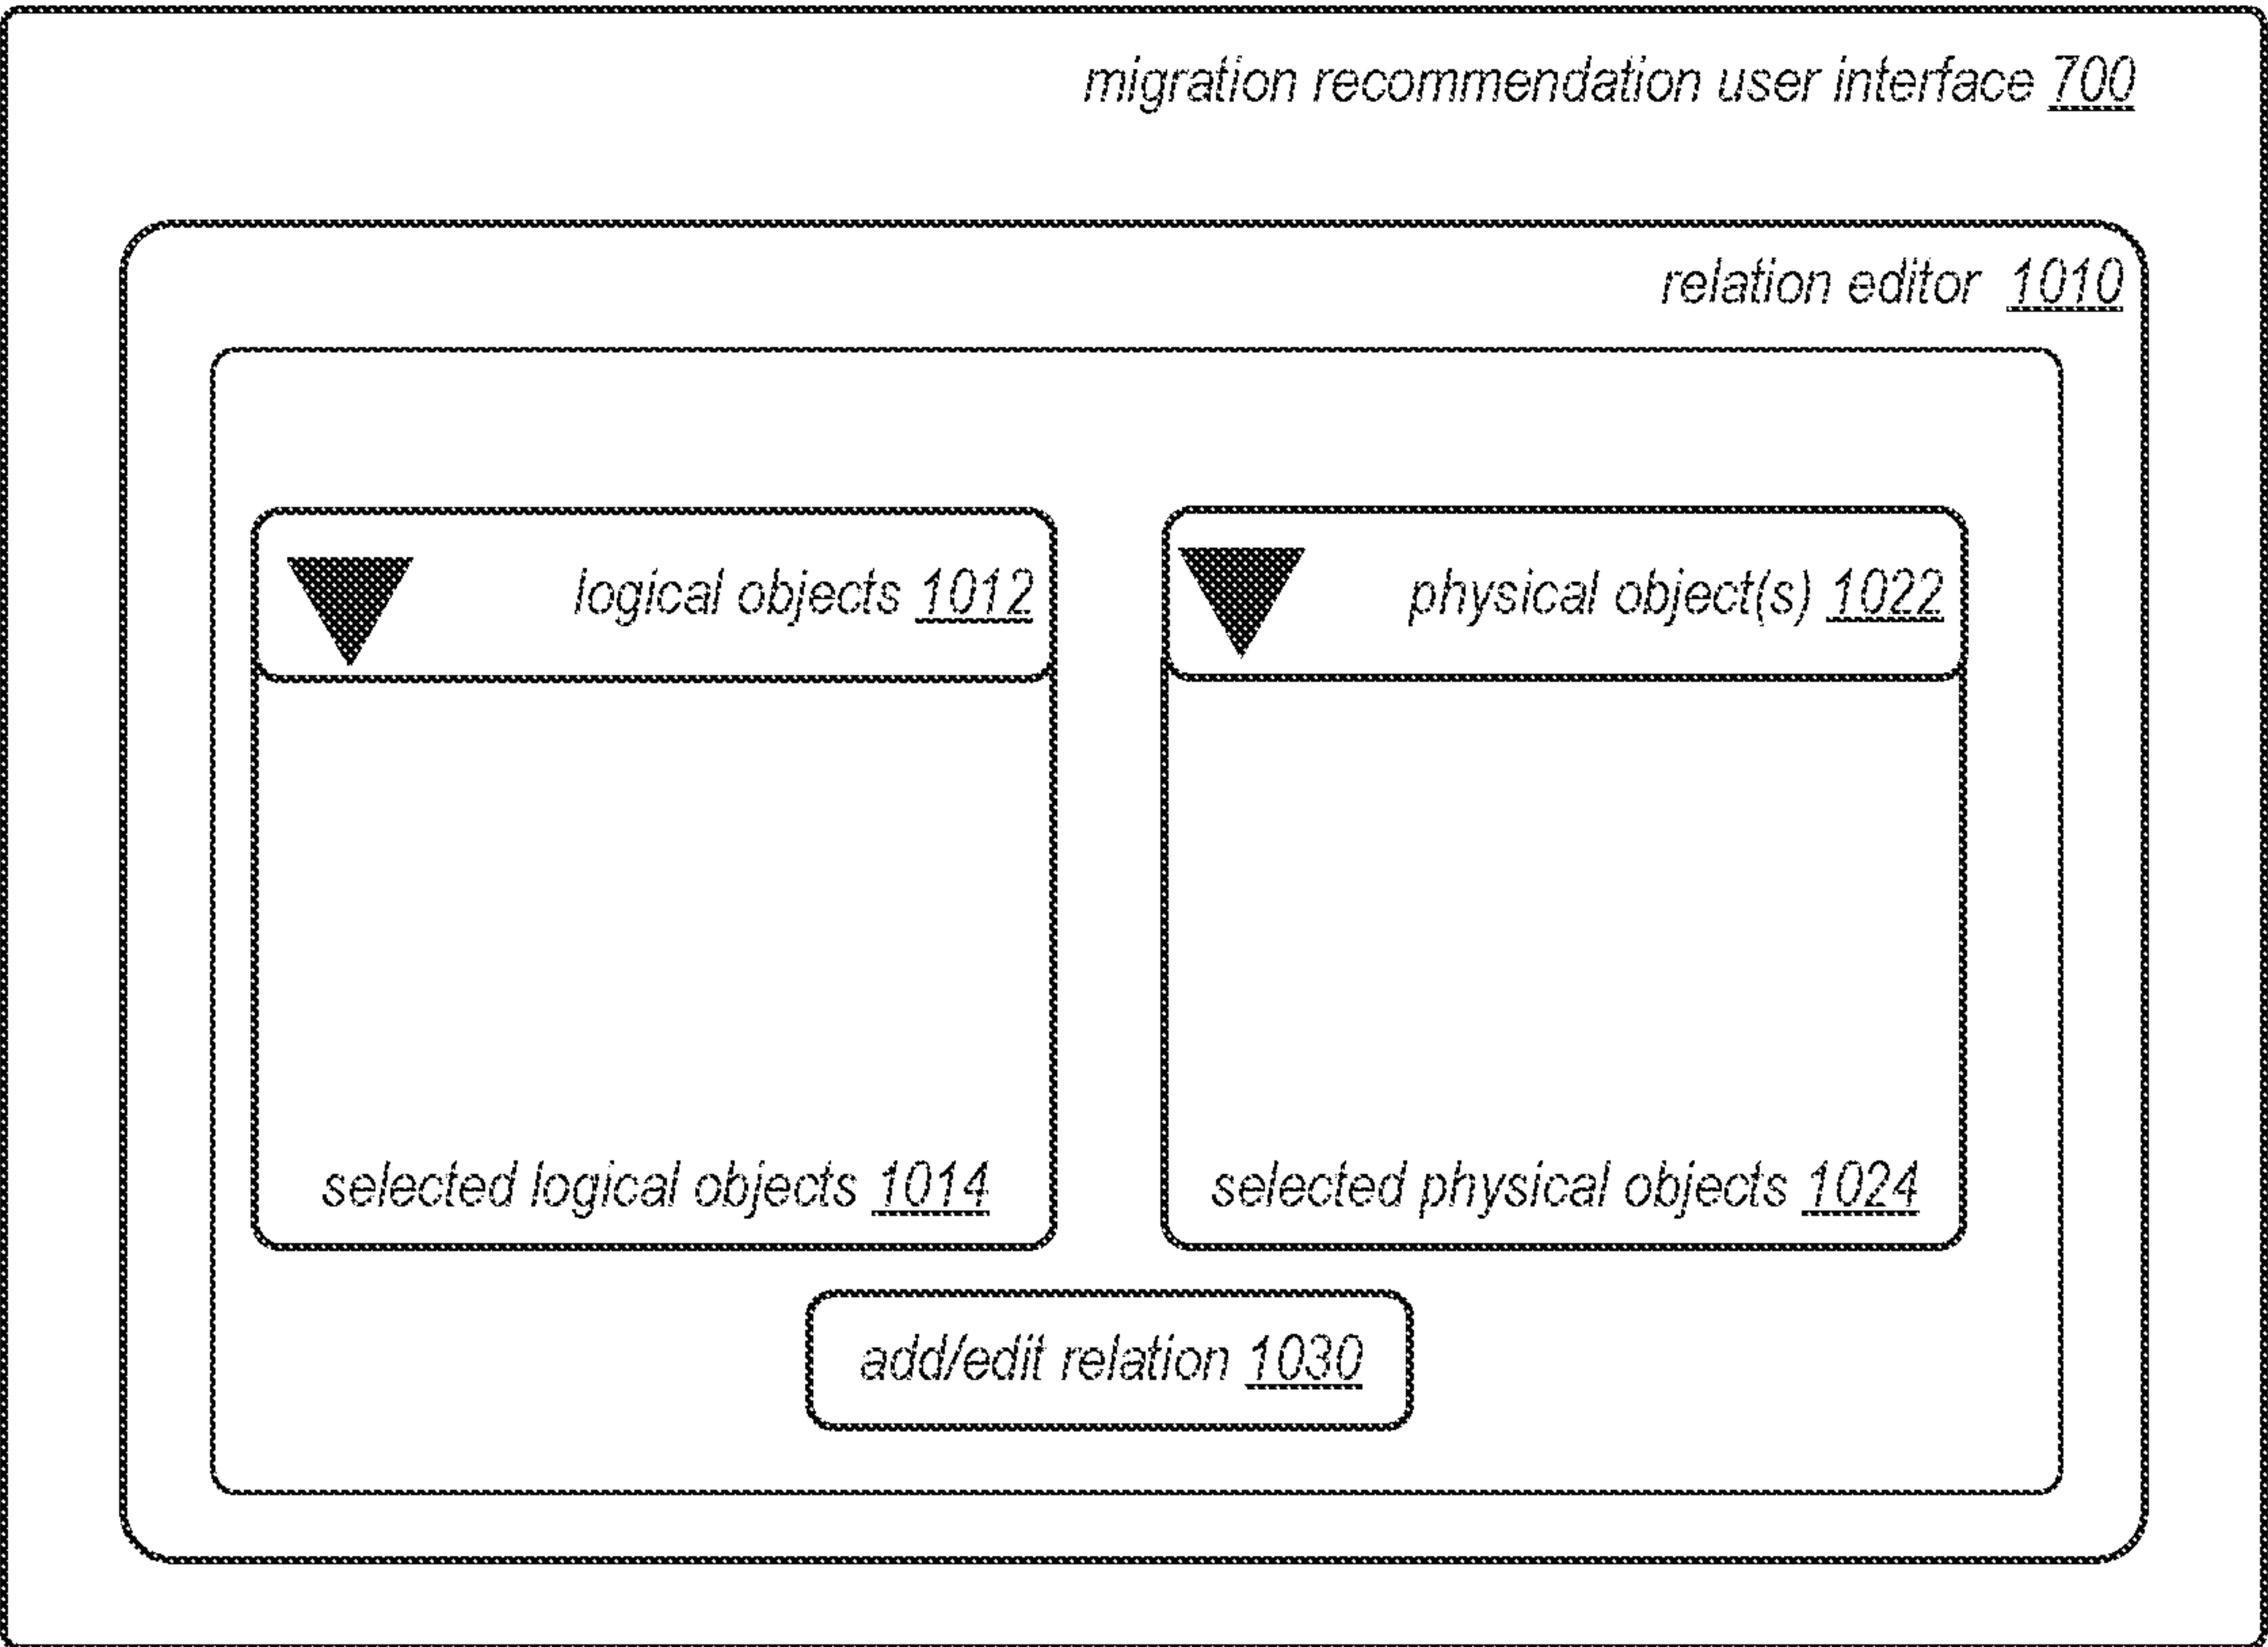 migration recommendation user interface 700
relation editor 1010
logical objects 1012
physical object(s) 1022
selected logical objects 1014
selected physical objects 1024
add/edit relation 1030